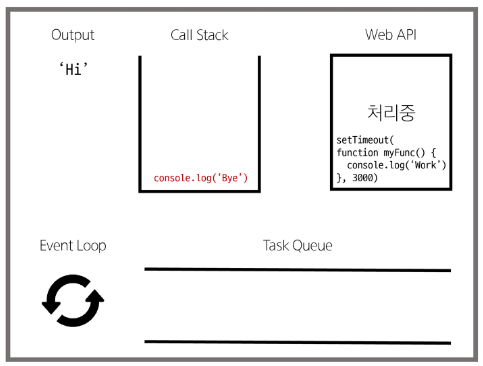 Output
Call Stack
Web API
‘Hi’
처리중
setTimeout(
function myFunc() {
console.log(‘Work’)
}, 3000)
console.log(‘Bye’)
Event Loop
Task Queue